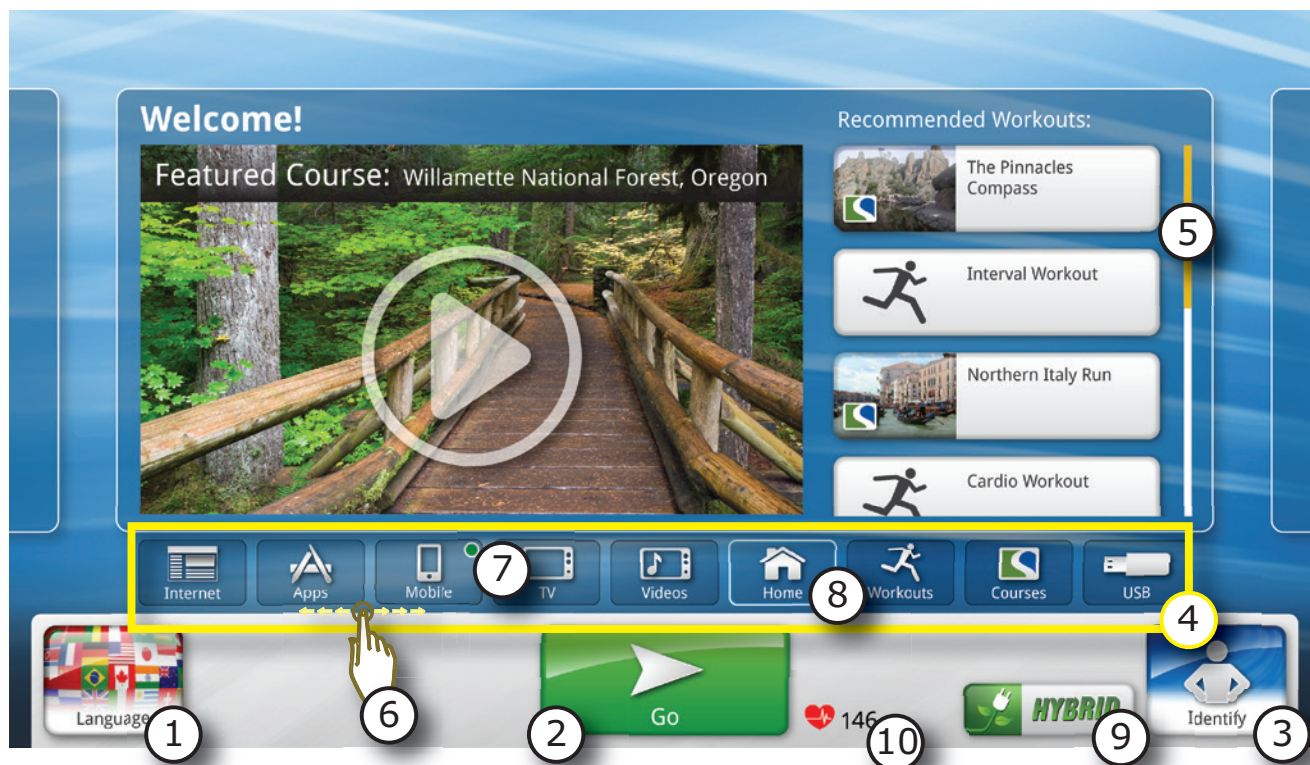 Welcome!
Recommended Workouts:
Featured Course: Willamette National Forest, Oregon
The Pinnacles
Compass
5
Interval Workout
Northern Italy Run
Cardio Workout
7
8
Internet
Apps
Mobile
TV
Videos
Home
Workouts
Courses
USB
4
6
Language
1
2
Go
146
10
HYBRID
9
Identify
3